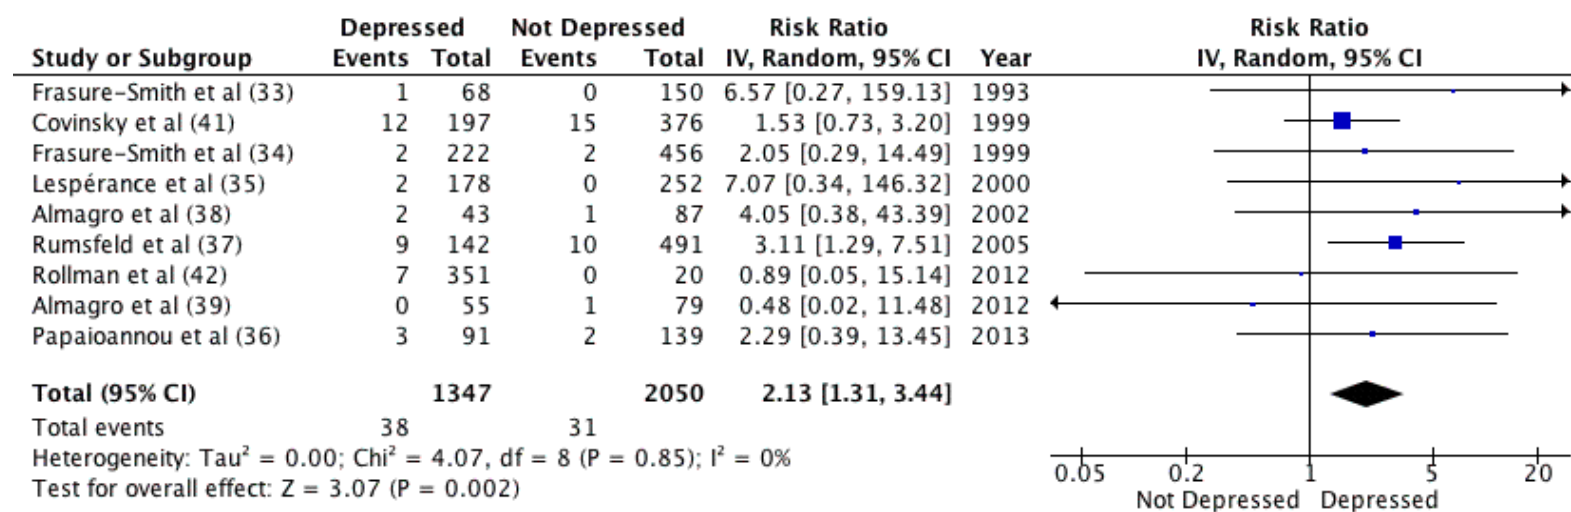 Depressed Not Depressed Risk Ratio Risk Ratio
Study or Subgroup Events Total Events Total IV, Random, 95% CI Year IV, Random, 95% CI
Frasure-Smith et al (33) 1 68 0 150 6.57 [0.27, 159.13] 1993
Covinsky et al (41) 12 197 15 376 1.53 [0.73, 3.20] 1999
Frasure-Smith et al (34) 2 222 2 456 2.05 [0.29, 14.49] 1999
Lespérance et al (35) 2 178 0 252 7.07 [0.34, 146.32] 2000
Almagro et al (38) 2 43 1 87 4.05 [0.38, 43.39] 2002
Rumsfeld et al (37) 9 142 10 491 3.11 [1.29, 7.51] 2005
Rollman et al (42) 7 351 0 20 0.89 [0.05, 15.14] 2012
Almagro et al (39) 0 55 1 79 0.48 [0.02, 11.48] 2012
Papaioannou et al (36) 3 91 2 139 2.29 [0.39, 13.45] 2013
Total (95% CI) 1347 2050 2.13 [1.31, 3.44]
Total events 38 31
Heterogeneity: Tau² = 0.00; Chi² = 4.07, df = 8 (P = 0.85); I² = 0%
Test for overall effect: Z = 3.07 (P = 0.002)
0.05 0.2 1 5 20
Not Depressed Depressed